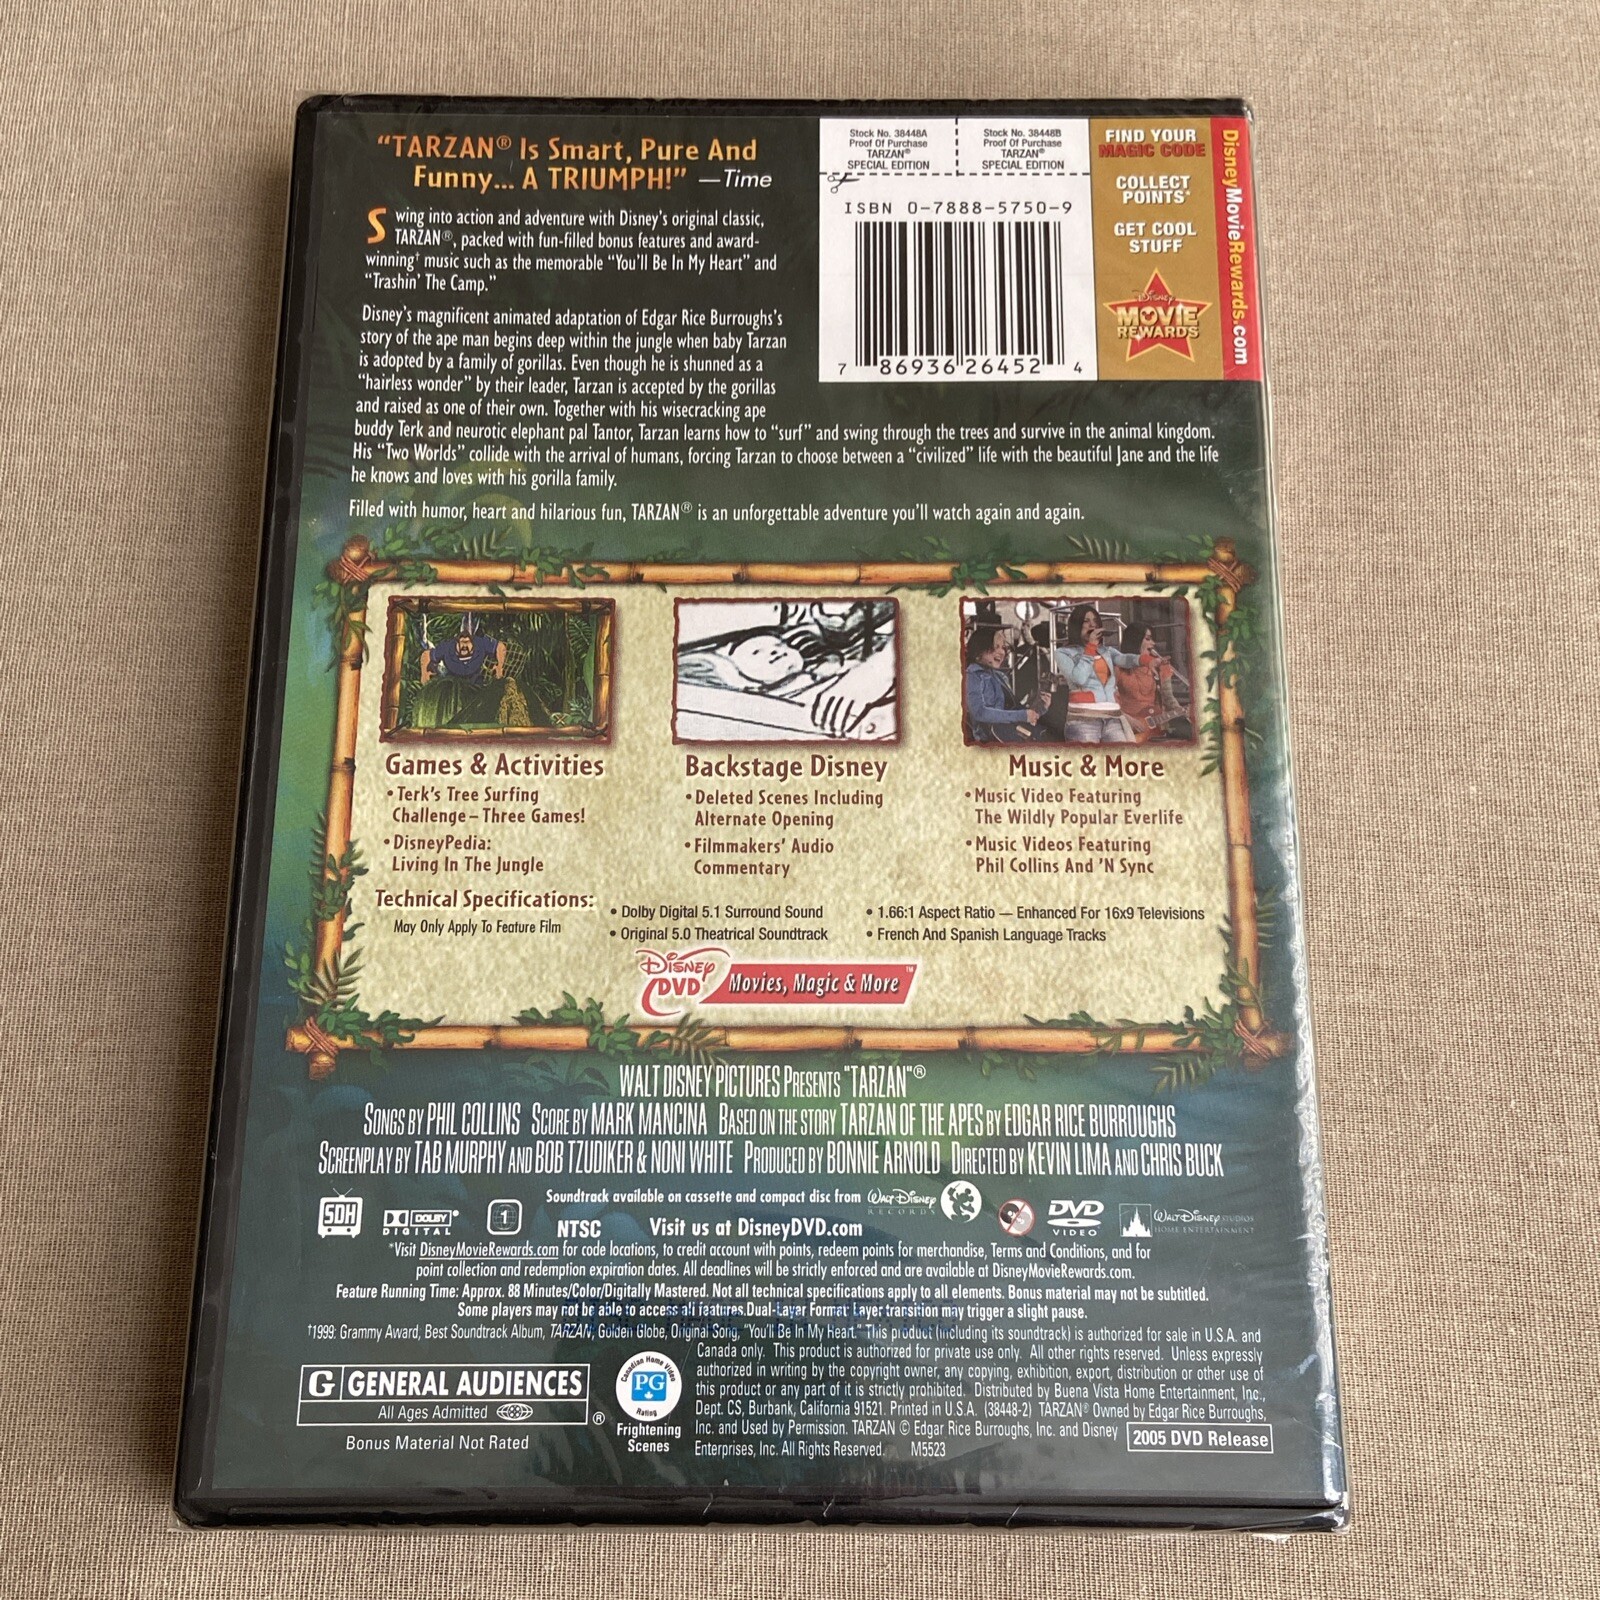 "TARZAN® Is Smart, Pure And
Funny... A TRIUMPH!" —Time
Swing into action and adventure with Disney's original classic,
TARZAN®, packed with fun-filled bonus features and award-
winning† music such as the memorable "You'll Be In My Heart" and
"Trashin' The Camp."
Disney's magnificent animated adaptation of Edgar Rice Burroughs's
story of the ape man begins deep within the jungle when baby Tarzan
is adopted by a family of gorillas. Even though he is shunned as a
"hairless wonder" by their leader, Tarzan is accepted by the gorillas
and raised as one of their own. Together with his wisecracking ape
buddy Terk and neurotic elephant pal Tantor, Tarzan learns how to "surf" and swing through the trees and survive in the animal kingdom.
His "Two Worlds" collide with the arrival of humans, forcing Tarzan to choose between a "civilized" life with the beautiful Jane and the life
he knows and loves with his gorilla family.
Filled with humor, heart and hilarious fun, TARZAN® is an unforgettable adventure you'll watch again and again.
Stock No. 38448A
Proof Of Purchase
TARZAN®
SPECIAL EDITION
Stock No. 38448B
Proof Of Purchase
TARZAN®
SPECIAL EDITION
ISBN 0-7888-5750-9
7 86936 26452 4
FIND YOUR
MAGIC CODE
COLLECT
POINTS*
GET COOL
STUFF
Disney
MOVIE
REWARDS
DisneyMovieRewards.com
Games & Activities
• Terk's Tree Surfing
Challenge – Three Games!
• DisneyPedia:
Living In The Jungle
Backstage Disney
• Deleted Scenes Including
Alternate Opening
• Filmmakers' Audio
Commentary
Music & More
• Music Video Featuring
The Wildly Popular Everlife
• Music Videos Featuring
Phil Collins And 'N Sync
Technical Specifications:
May Only Apply To Feature Film
• Dolby Digital 5.1 Surround Sound
• Original 5.0 Theatrical Soundtrack
• 1.66:1 Aspect Ratio — Enhanced For 16x9 Televisions
• French And Spanish Language Tracks
Disney
DVD
Movies, Magic & More™
WALT DISNEY PICTURES PRESENTS "TARZAN"®
SONGS BY PHIL COLLINS SCORE BY MARK MANCINA BASED ON THE STORY TARZAN OF THE APES BY EDGAR RICE BURROUGHS
SCREENPLAY BY TAB MURPHY AND BOB TZUDIKER & NONI WHITE PRODUCED BY BONNIE ARNOLD DIRECTED BY KEVIN LIMA AND CHRIS BUCK
Soundtrack available on cassette and compact disc from Walt Disney
RECORDS
SDH
DOLBY
DIGITAL
1
NTSC
Visit us at DisneyDVD.com
DVD
VIDEO
WALT DISNEY STUDIOS
HOME ENTERTAINMENT
*Visit DisneyMovieRewards.com for code locations, to credit account with points, redeem points for merchandise, Terms and Conditions, and for
point collection and redemption expiration dates. All deadlines will be strictly enforced and are available at DisneyMovieRewards.com.
Feature Running Time: Approx. 88 Minutes/Color/Digitally Mastered. Not all technical specifications apply to all elements. Bonus material may not be subtitled.
Some players may not be able to access all features. Dual-Layer Format. Layer transition may trigger a slight pause.
DISC MADE IN MEXICO
†1999: Grammy Award, Best Soundtrack Album, TARZAN, Golden Globe, Original Song, "You'll Be In My Heart." This product (including its soundtrack) is authorized for sale in U.S.A. and
Canada only. This product is authorized for private use only. All other rights reserved. Unless expressly
authorized in writing by the copyright owner, any copying, exhibition, export, distribution or other use of
this product or any part of it is strictly prohibited. Distributed by Buena Vista Home Entertainment, Inc.,
Dept. CS, Burbank, California 91521. Printed in U.S.A. (38448-2) TARZAN® Owned by Edgar Rice Burroughs,
Inc. and Used by Permission. TARZAN © Edgar Rice Burroughs, Inc. and Disney
Enterprises, Inc. All Rights Reserved. M5523
2005 DVD Release
G GENERAL AUDIENCES
All Ages Admitted
®
Bonus Material Not Rated
Canadian Home Video
PG
Rating
Frightening
Scenes